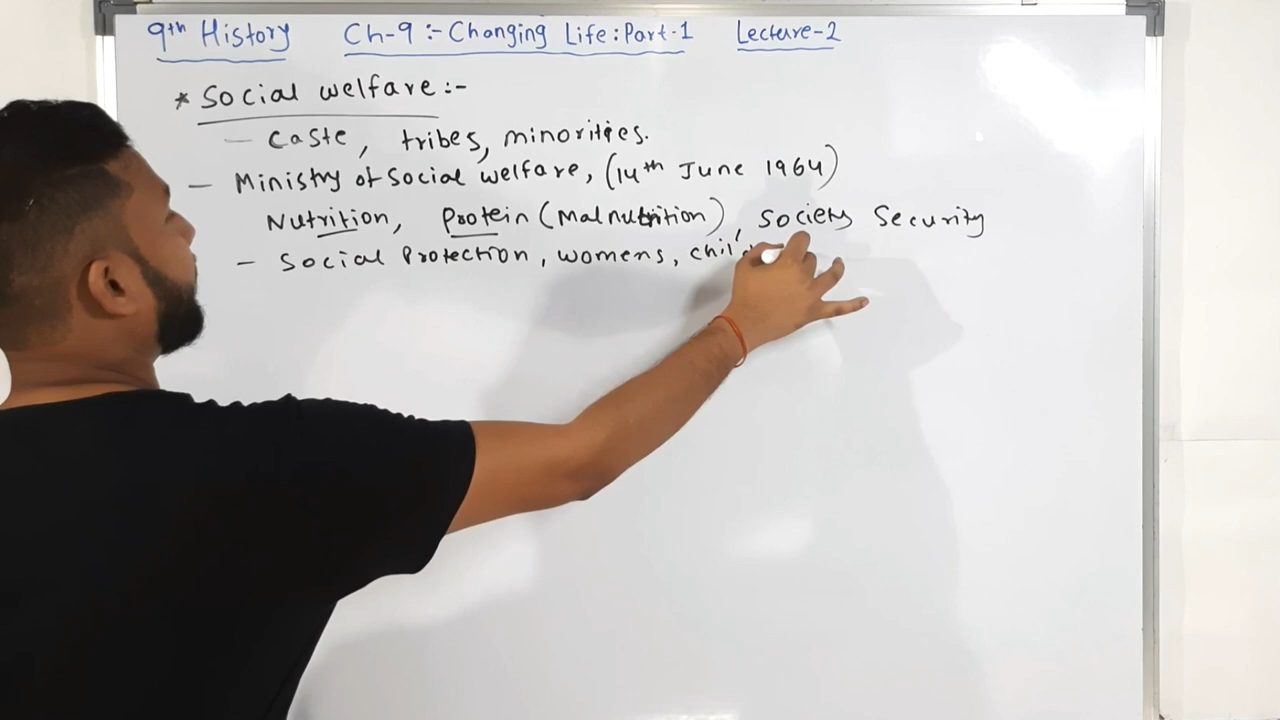 9th History Ch-9:- Changing Life: Part-1 Lecture-2
* Social welfare:-
- Caste, tribes, minorities.
- Ministry of Social welfare, (14th June 1964)
Nutrition, Protein (Malnutrition), Society Security
- Social Protection, womens,